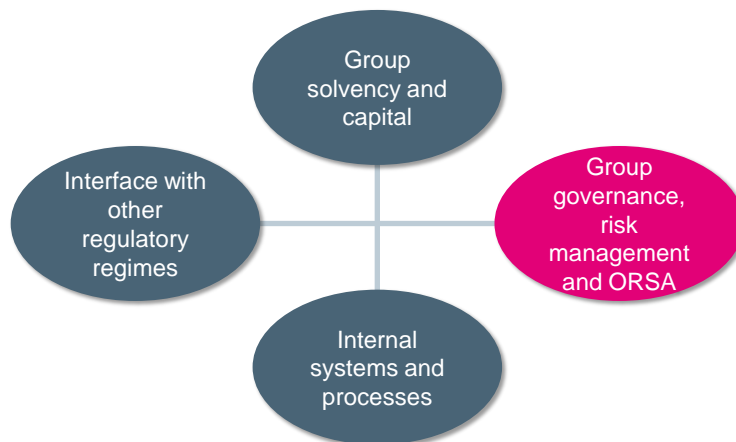 Group
solvency and
capital
Interface with
other
regulatory
regimes
Group
governance,
risk
management
and ORSA
Internal
systems and
processes